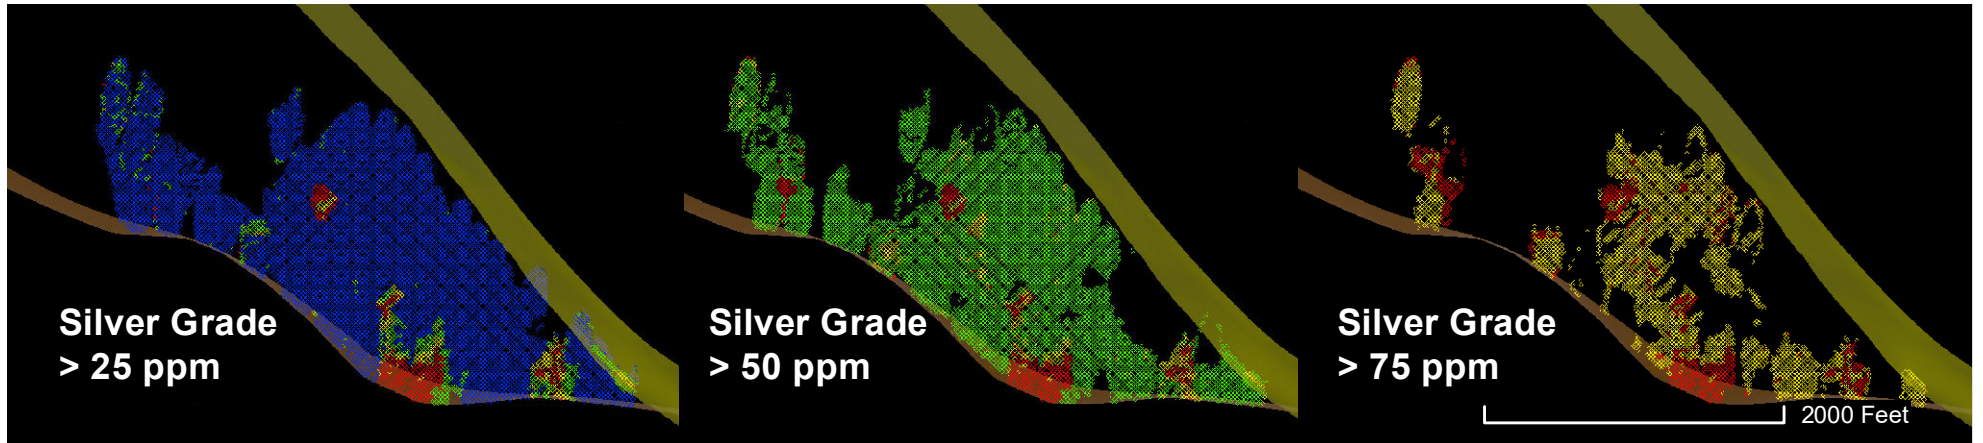 Silver Grade
> 25 ppm
Silver Grade
> 50 ppm
Silver Grade
> 75 ppm
2000 Feet